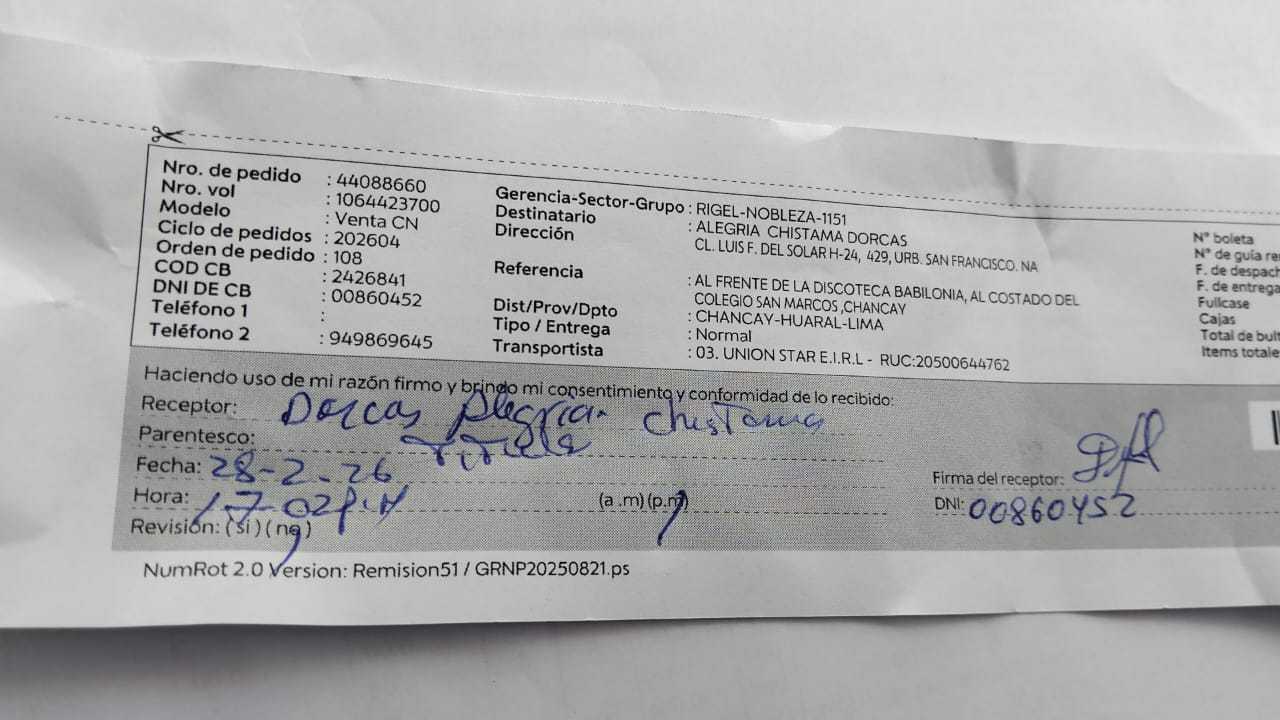 Nro. de pedido : 44088660
Nro. vol : 1064423700
Modelo : Venta CN
Ciclo de pedidos : 202604
Orden de pedido : 108
COD CB : 2426841
DNI DE CB : 00860452
Teléfono 1 :
Teléfono 2 : 949869645
Gerencia-Sector-Grupo : RIGEL-NOBLEZA-1151
Destinatario : ALEGRIA CHISTAMA DORCAS
Dirección CL. LUIS F. DEL SOLAR H-24, 429, URB. SAN FRANCISCO. NA
Referencia : AL FRENTE DE LA DISCOTECA BABILONIA, AL COSTADO DEL
COLEGIO SAN MARCOS ,CHANCAY
Dist/Prov/Dpto : CHANCAY-HUARAL-LIMA
Tipo / Entrega : Normal
Transportista : 03. UNION STAR E.I.R.L - RUC:20500644762
N° boleta
N° de guía
F. de
F. de entrega
Fullcase
Cajas
Total de
Items
Haciendo uso de mi razón firmo y brindo mi consentimiento y conformidad de lo recibido:
Receptor: Dorcas Alegria Chistama
Parentesco: Titular
Fecha: 28-2-26
Hora: 17-02 P.M (a .m) (p.m)
Revisión: (si) (no)
Firma del receptor:
DNI: 00860452
NumRot 2.0 Version: Remision51 / GRNP20250821.ps